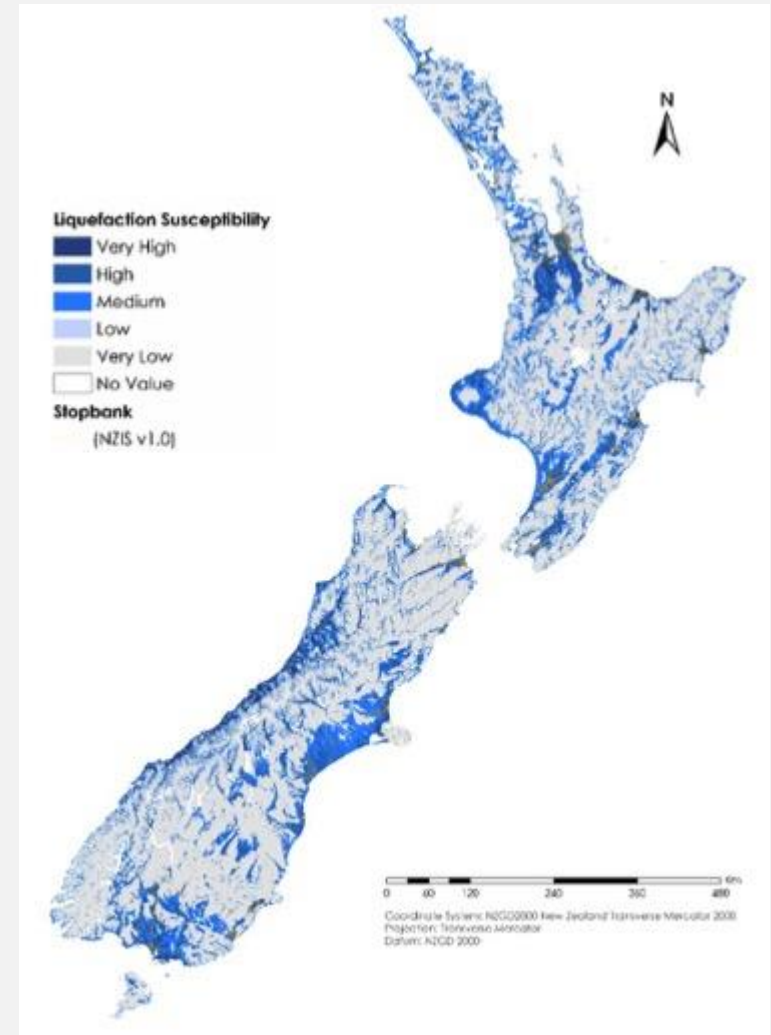 N
Liquefaction Susceptibility
Very High
High
Medium
Low
Very Low
No Value
Stopbank
(NZIS v1.0)
0 60 120 240 360 480
Coordinate System: NZGD2000 New Zealand Transverse Mercator 2000
Projection: Transverse Mercator
Datum: NZGD 2000